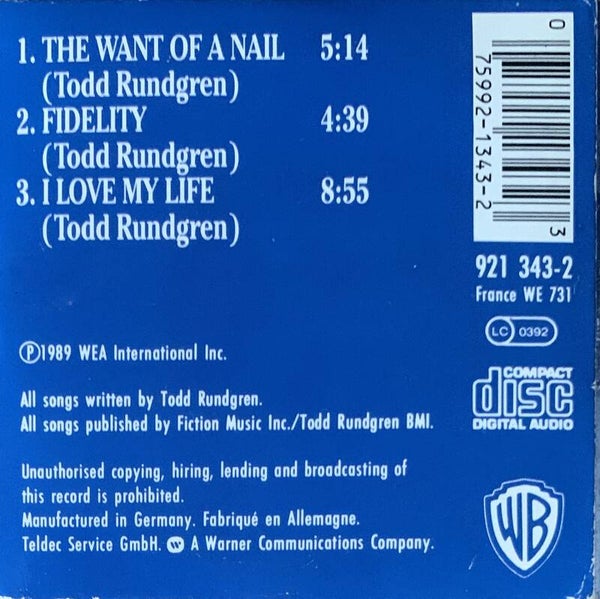 1. THE WANT OF A NAIL 5:14
(Todd Rundgren)
2. FIDELITY 4:39
(Todd Rundgren)
3. I LOVE MY LIFE 8:55
(Todd Rundgren)
0
75992-1343-2
3
921 343-2
France WE 731
LC 0392
COMPACT
disc
DIGITAL AUDIO
Ⓟ1989 WEA International Inc.
All songs written by Todd Rundgren.
All songs published by Fiction Music Inc./Todd Rundgren BMI.
Unauthorised copying, hiring, lending and broadcasting of
this record is prohibited.
Manufactured in Germany. Fabriqué en Allemagne.
Teldec Service GmbH. W A Warner Communications Company.
WB